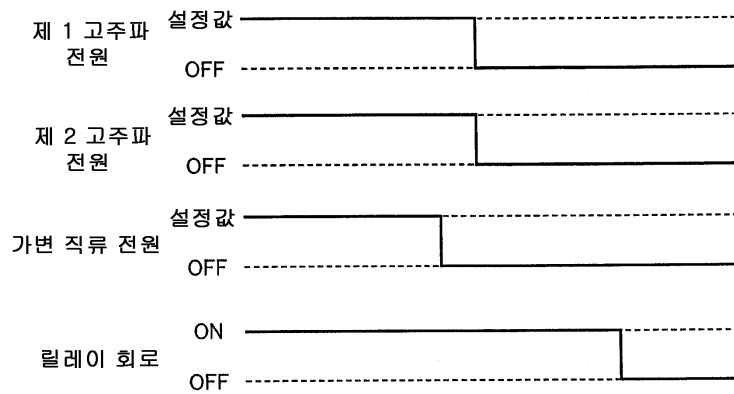 제 1 고주파
전원
설정값
OFF
제 2 고주파
전원
설정값
OFF
가변 직류 전원
설정값
OFF
릴레이 회로
ON
OFF